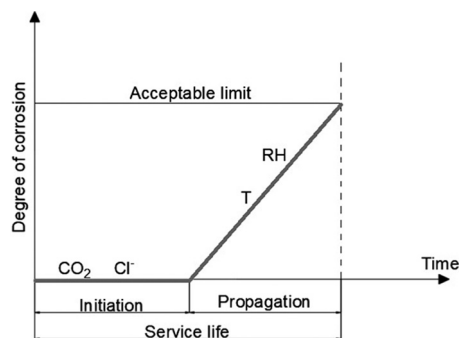 Degree of corrosion
Acceptable limit
RH
T
CO₂ Cl⁻
Time
Initiation Propagation
Service life